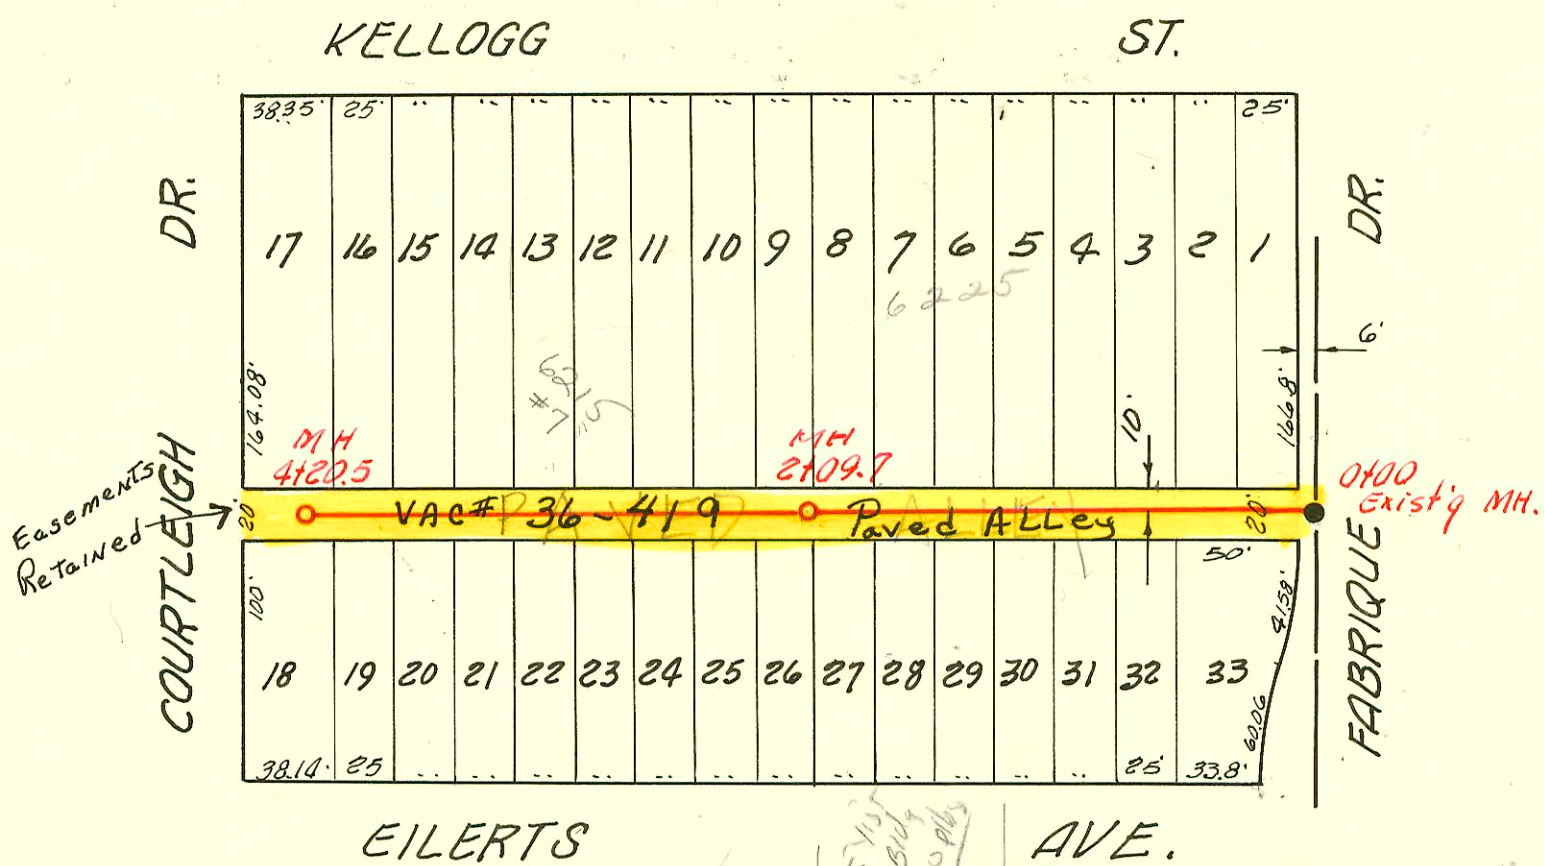 KELLOGG ST.
38.35' 25' " " " " " " " " " " " " " " 25'
DR.
DR.
17 16 15 14 13 12 11 10 9 8 7 6 5 4 3 2 1
6225
6'
6215
#7
164.08'
166.8'
10'
MH
4+20.5
MH
2+09.7
0+00
Exist'g MH.
Easements
Retained
COURTLEIGH
20'
VAC# 36-419 Paved ALLey
PAVED ALLEY
20'
50'
100'
41.58'
FABRIQUE
18 19 20 21 22 23 24 25 26 27 28 29 30 31 32 33
60.06
38.14' 25 " " " " " " " " " " " " 25' 33.8'
EILERTS AVE.